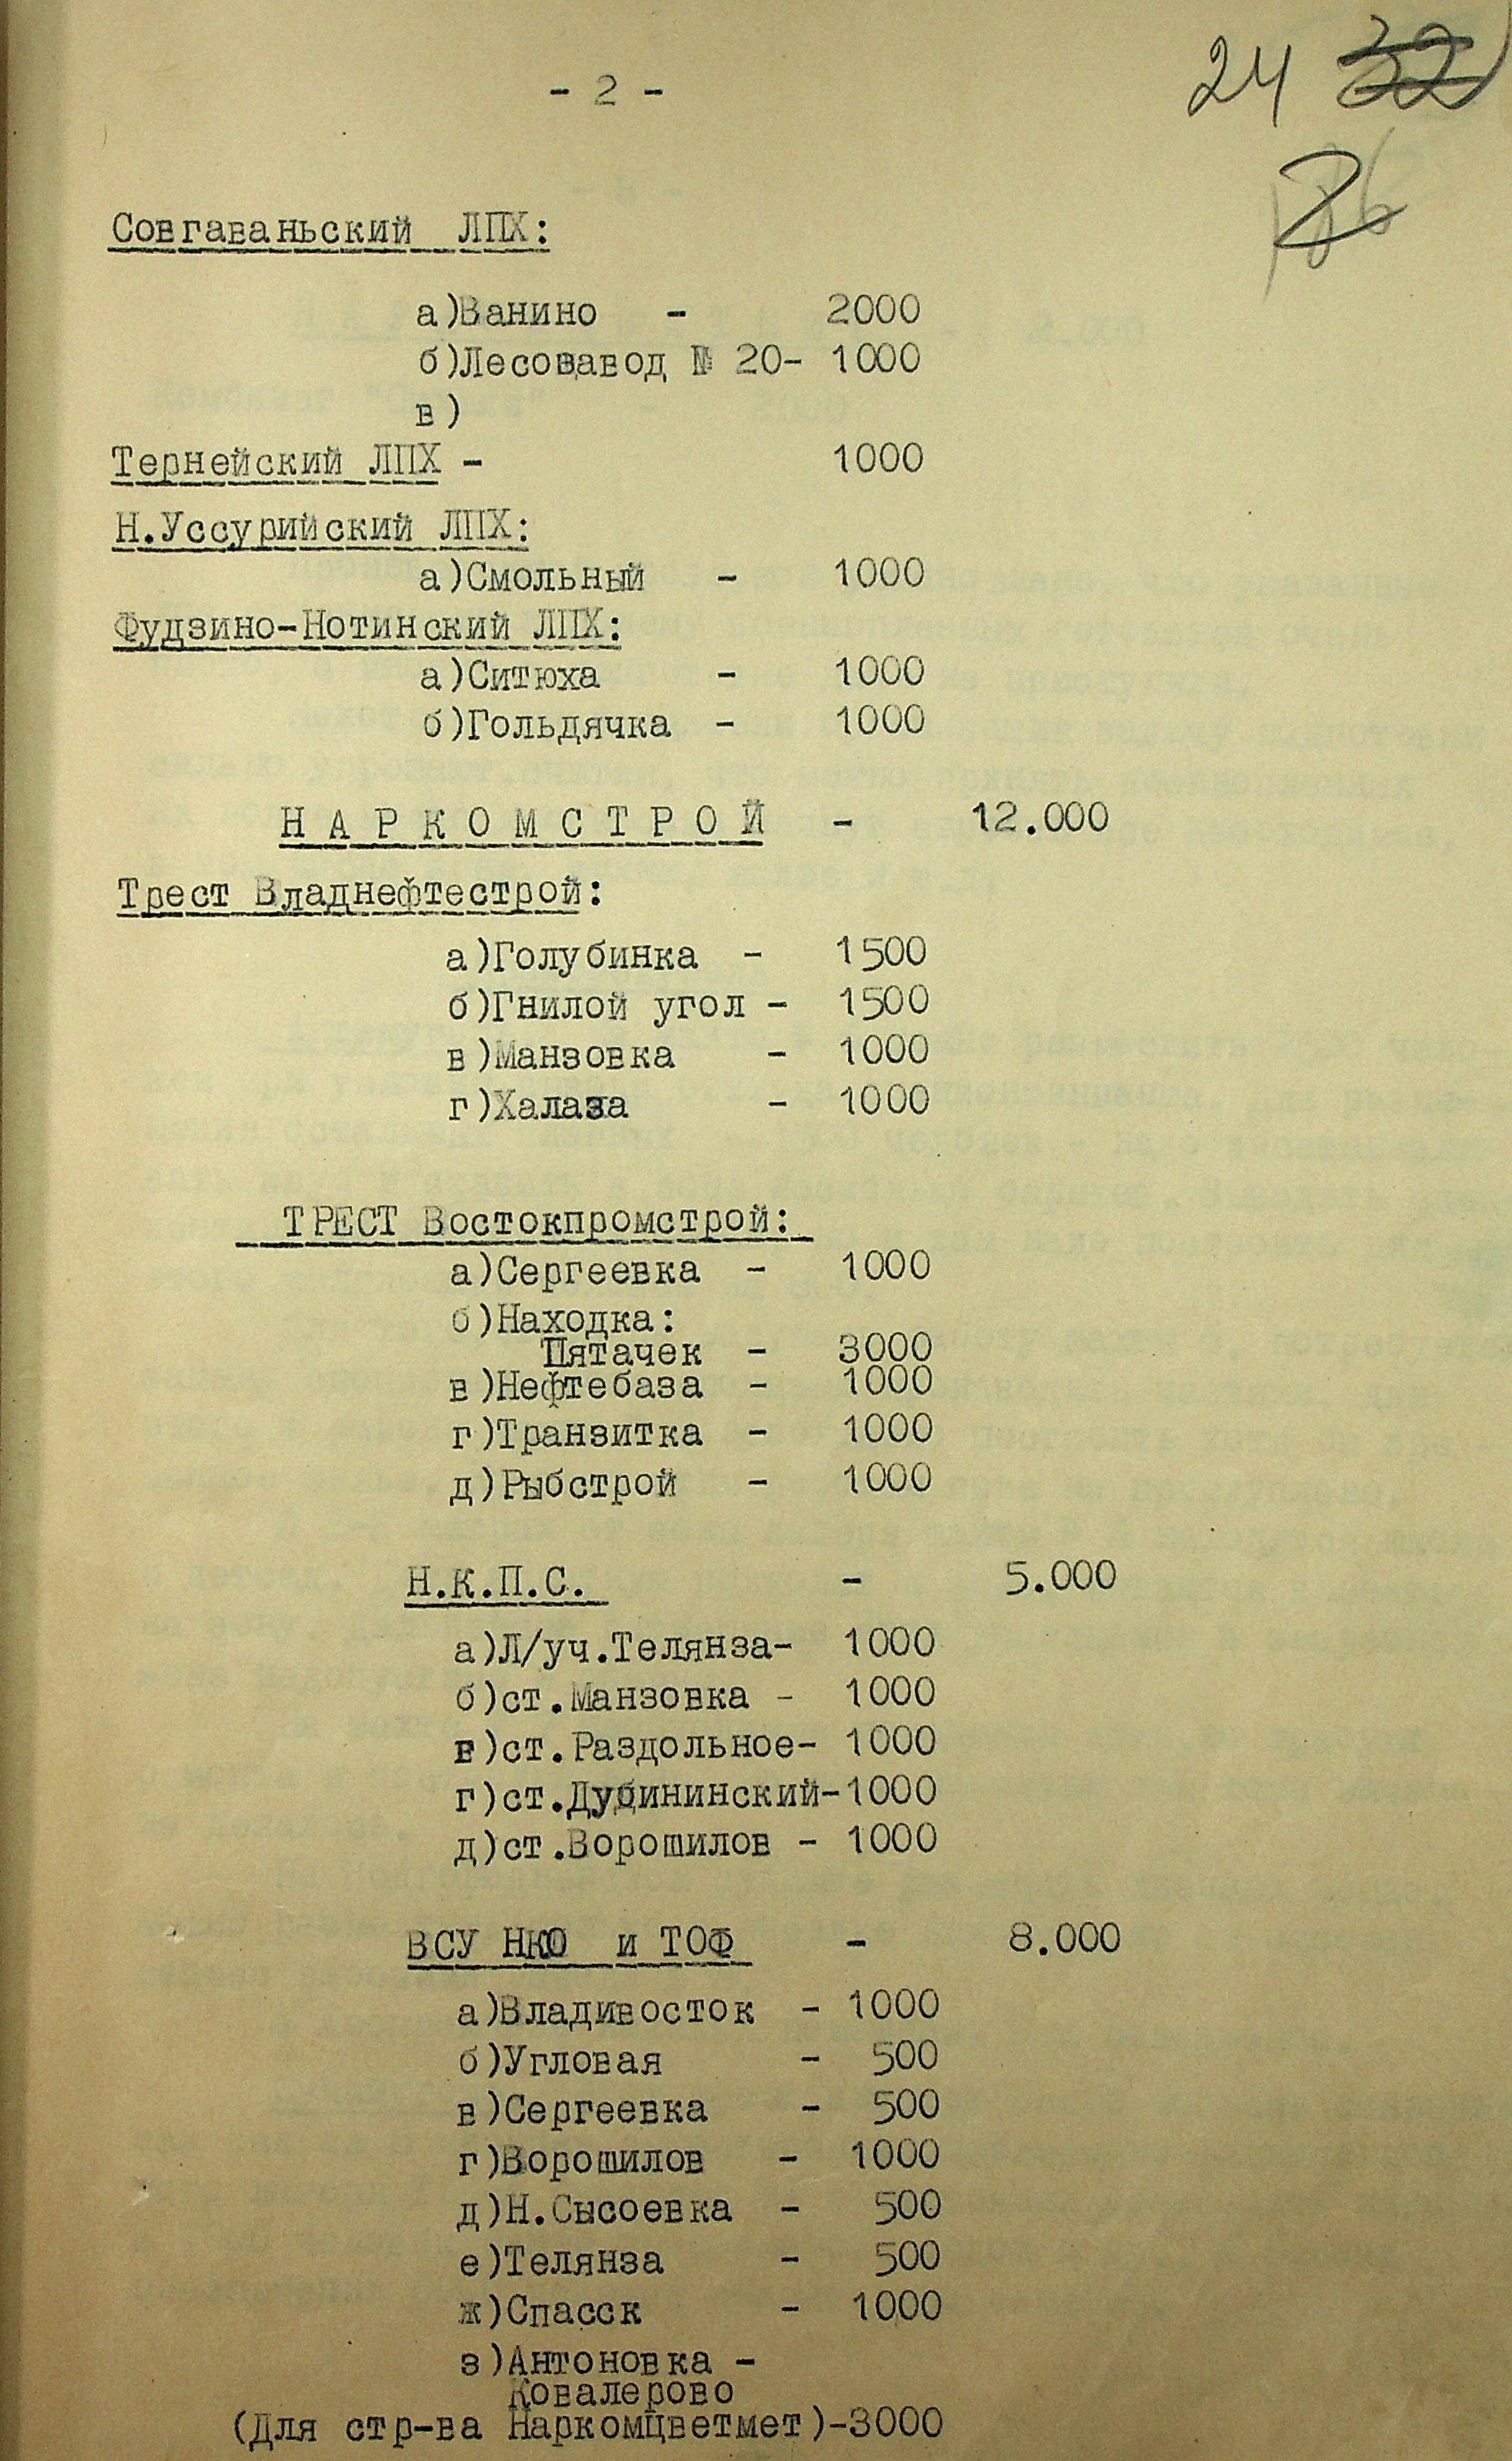 - 2 -
24 32
2
Совгаваньский ЛПХ:
а)Ванино - 2000
б)Лесозавод № 20- 1000
в)
Тернейский ЛПХ - 1000
Н.Уссурийский ЛПХ:
а)Смольный - 1000
Фудзино-Нотинский ЛПХ:
а)Ситюха - 1000
б)Гольдячка - 1000
НАРКОМСТРОЙ - 12.000
Трест Владнефтестрой:
а)Голубинка - 1500
б)Гнилой угол - 1500
в)Манзовка - 1000
г)Халаза - 1000
ТРЕСТ Востокпромстрой:
а)Сергеевка - 1000
б)Находка:
Пятачек - 3000
в)Нефтебаза - 1000
г)Транзитка - 1000
д)Рыбстрой - 1000
Н.К.П.С. - 5.000
а)Л/уч.Телянза- 1000
б)ст.Манзовка - 1000
в)ст.Раздольное- 1000
г)ст.Дубининский-1000
д)ст.Ворошилов - 1000
ВСУ НКО и ТОФ - 8.000
а)Владивосток - 1000
б)Угловая - 500
в)Сергеевка - 500
г)Ворошилов - 1000
д)Н.Сысоевка - 500
е)Телянза - 500
ж)Спасск - 1000
з)Антоновка -
Ковалерово
(Для стр-ва Наркомцветмет)-3000